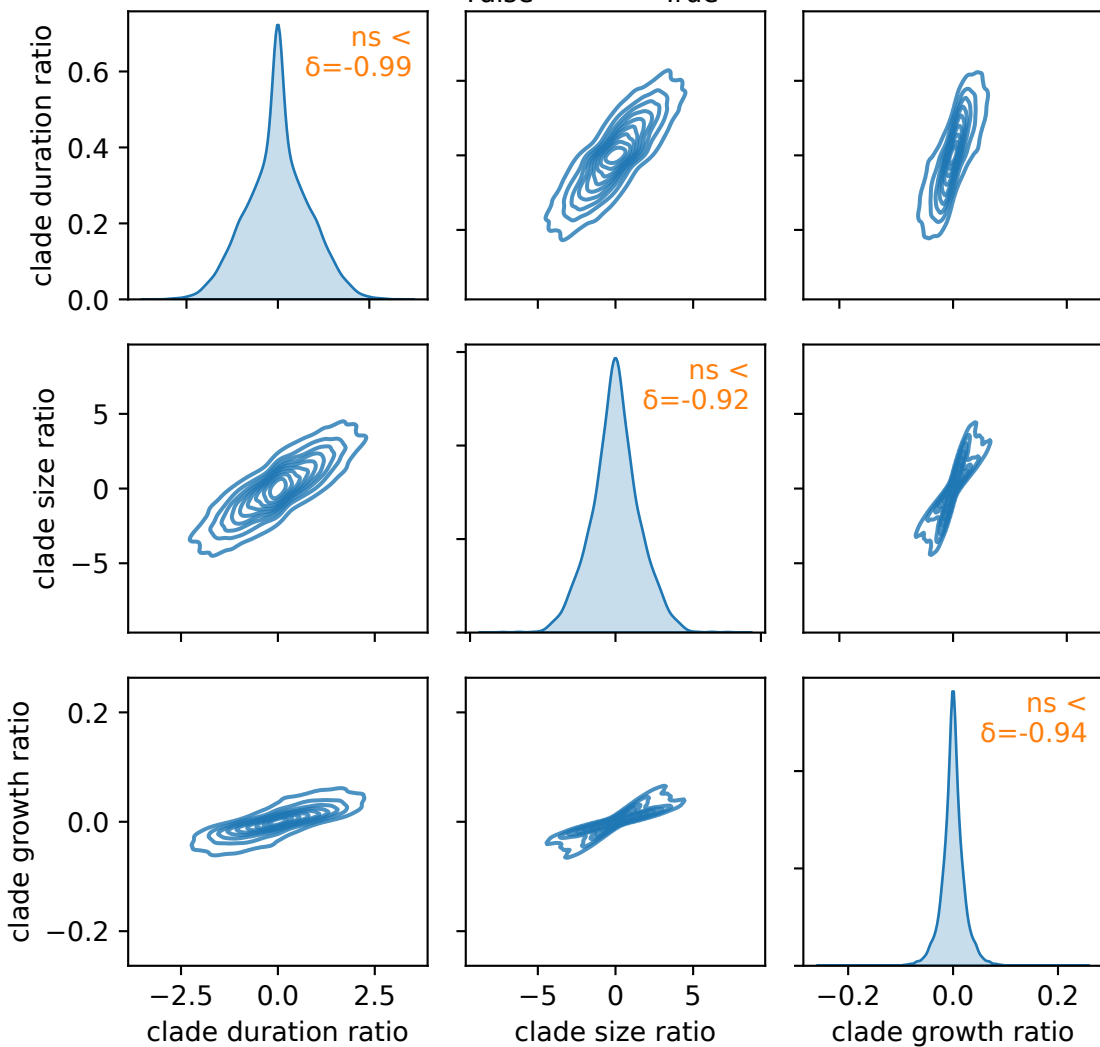 clade duration ratio
0.6
0.4
0.2
0.0
ns <
δ=-0.99
clade size ratio
5
0
−5
ns <
δ=-0.92
clade growth ratio
0.2
0.0
−0.2
ns <
δ=-0.94
−2.5 0.0 2.5
−5 0 5
−0.2 0.0 0.2
clade duration ratio
clade size ratio
clade growth ratio